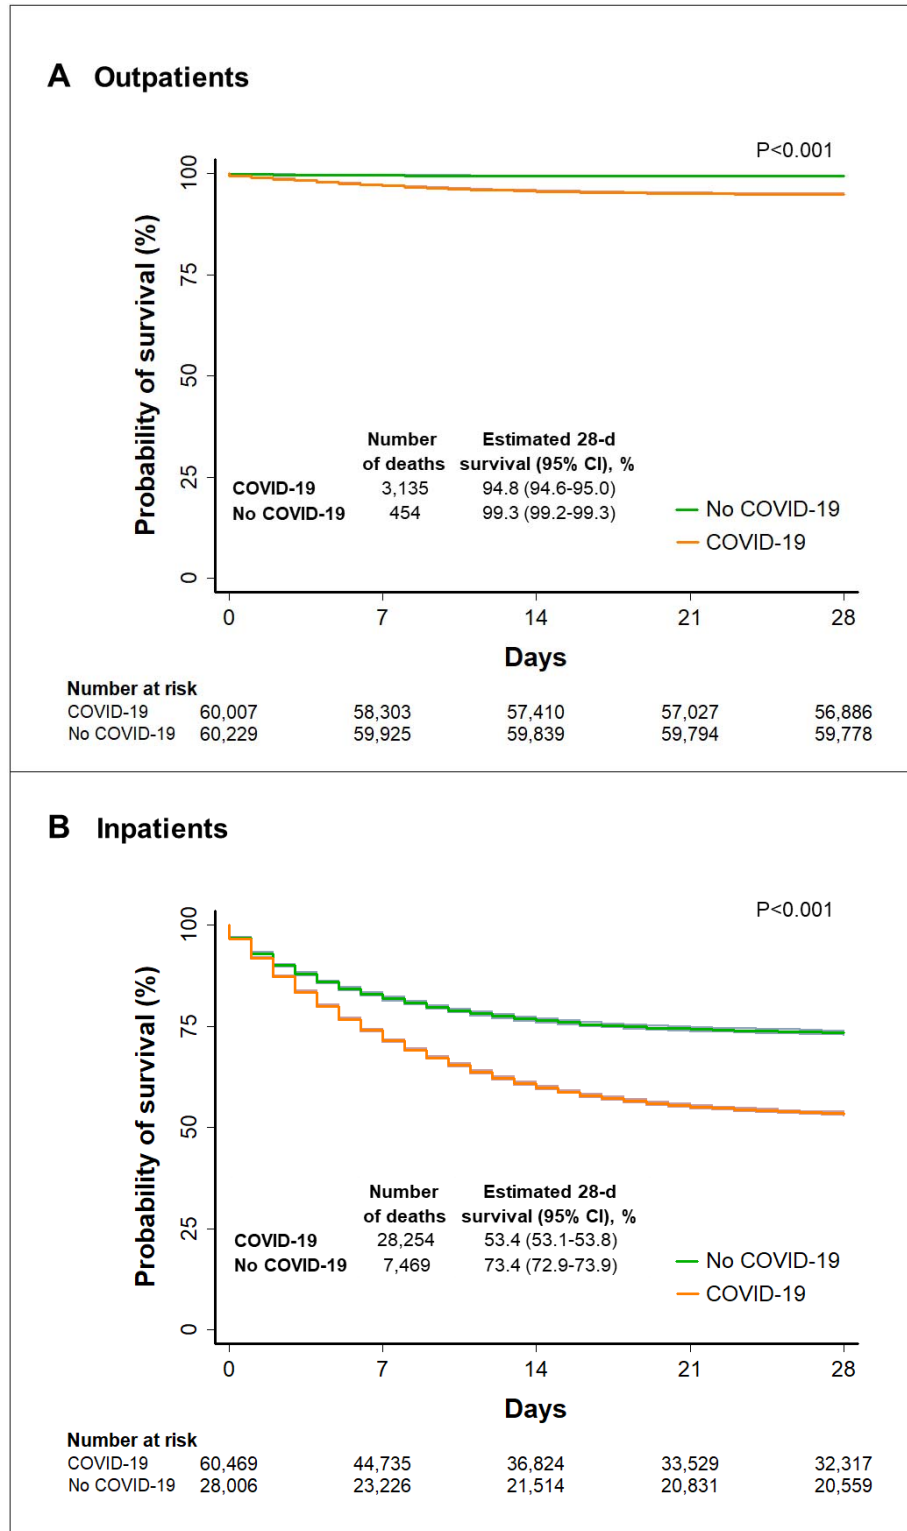 A Outpatients
P<0.001
Probability of survival (%)
100
75
50
25
0
Number Estimated 28-d
of deaths survival (95% CI), %
COVID-19 3,135 94.8 (94.6-95.0)
No COVID-19 454 99.3 (99.2-99.3)
No COVID-19
COVID-19
0 7 14 21 28
Days
Number at risk
COVID-19 60,007 58,303 57,410 57,027 56,886
No COVID-19 60,229 59,925 59,839 59,794 59,778
B Inpatients
P<0.001
Probability of survival (%)
100
75
50
25
0
Number Estimated 28-d
of deaths survival (95% CI), %
COVID-19 28,254 53.4 (53.1-53.8)
No COVID-19 7,469 73.4 (72.9-73.9)
No COVID-19
COVID-19
0 7 14 21 28
Days
Number at risk
COVID-19 60,469 44,735 36,824 33,529 32,317
No COVID-19 28,006 23,226 21,514 20,831 20,559